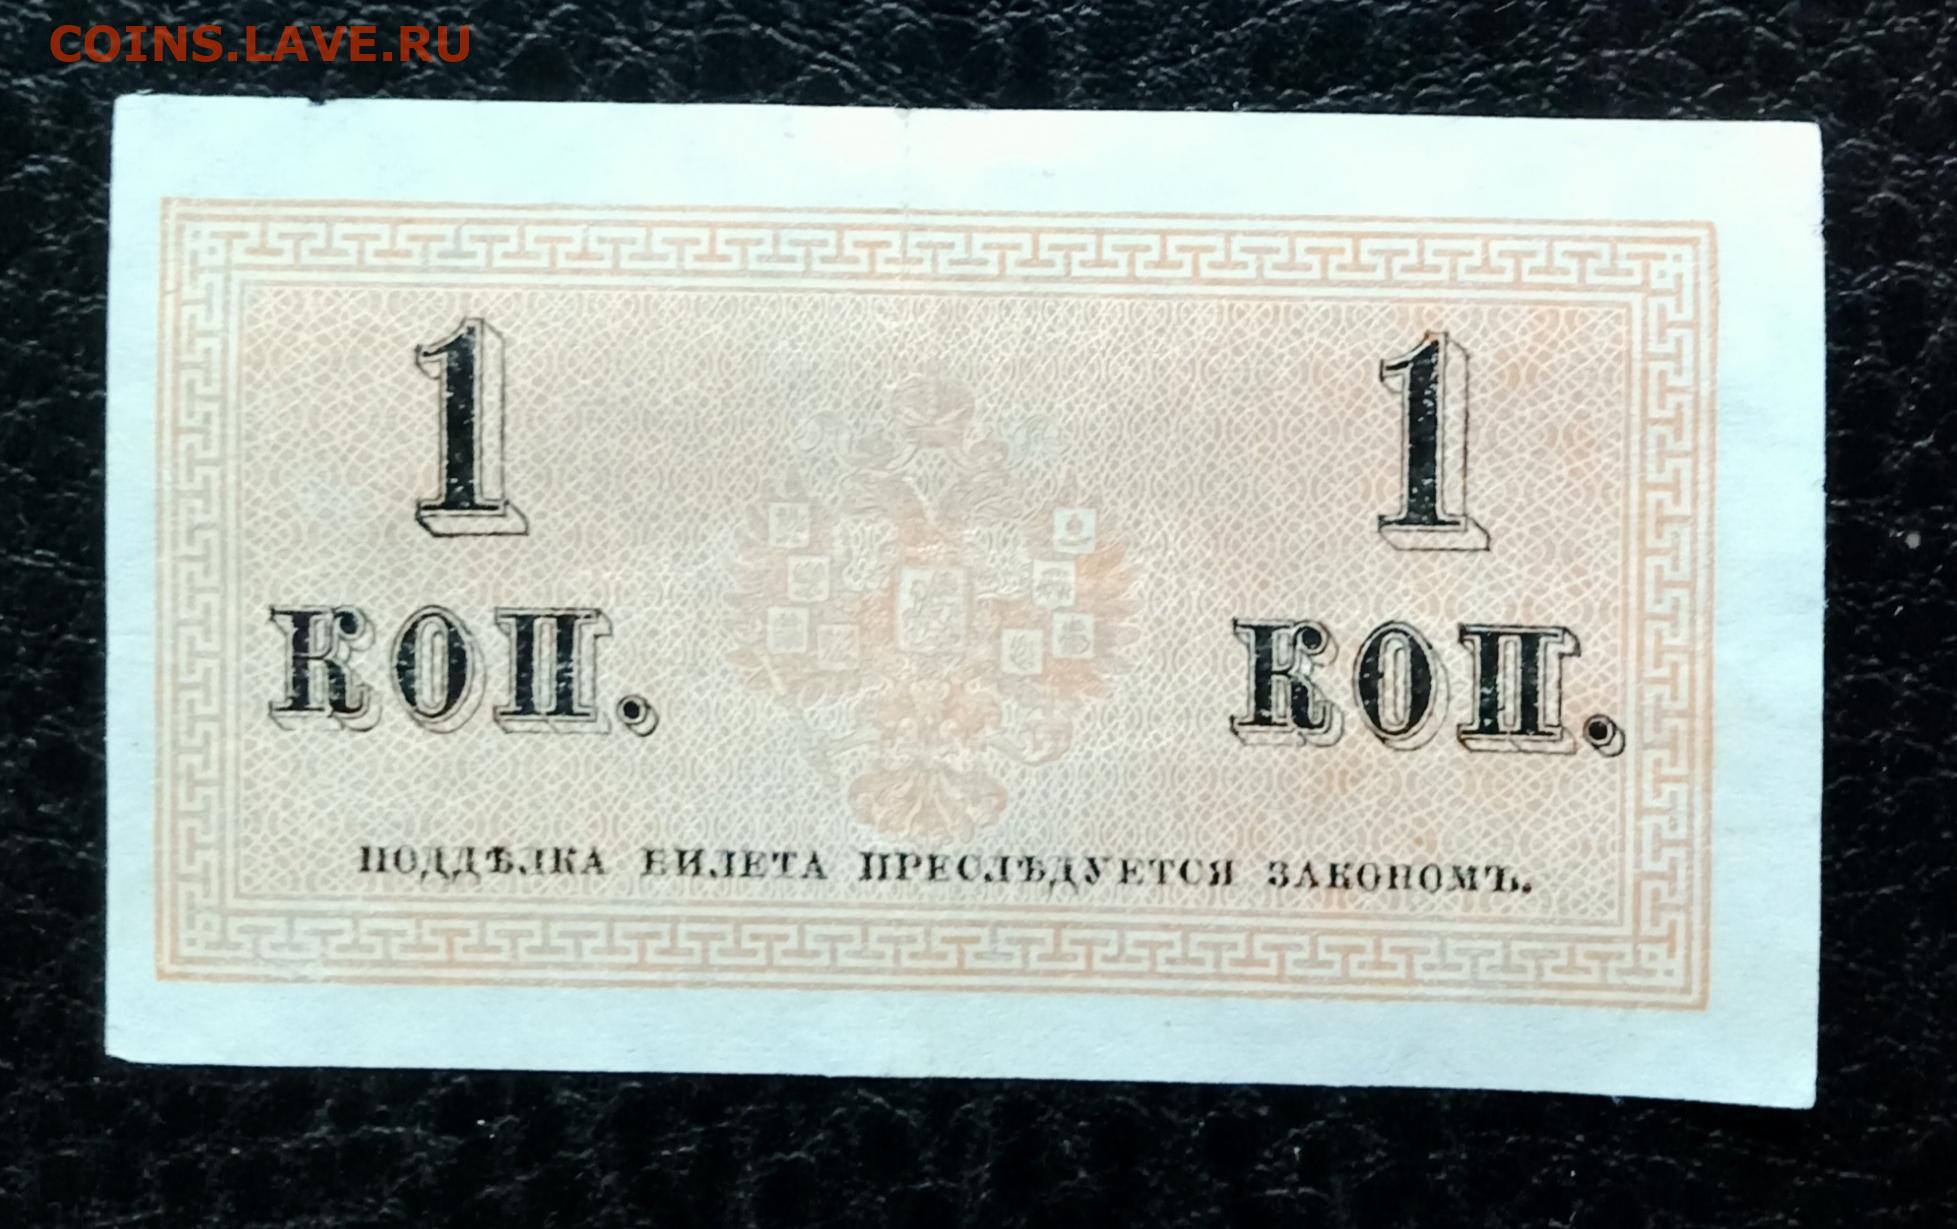 COINS.LAVE.RU
1 1
КОП. КОП.
ПОДДѢЛКА БИЛЕТА ПРЕСЛѢДУЕТСЯ ЗАКОНОМЪ.